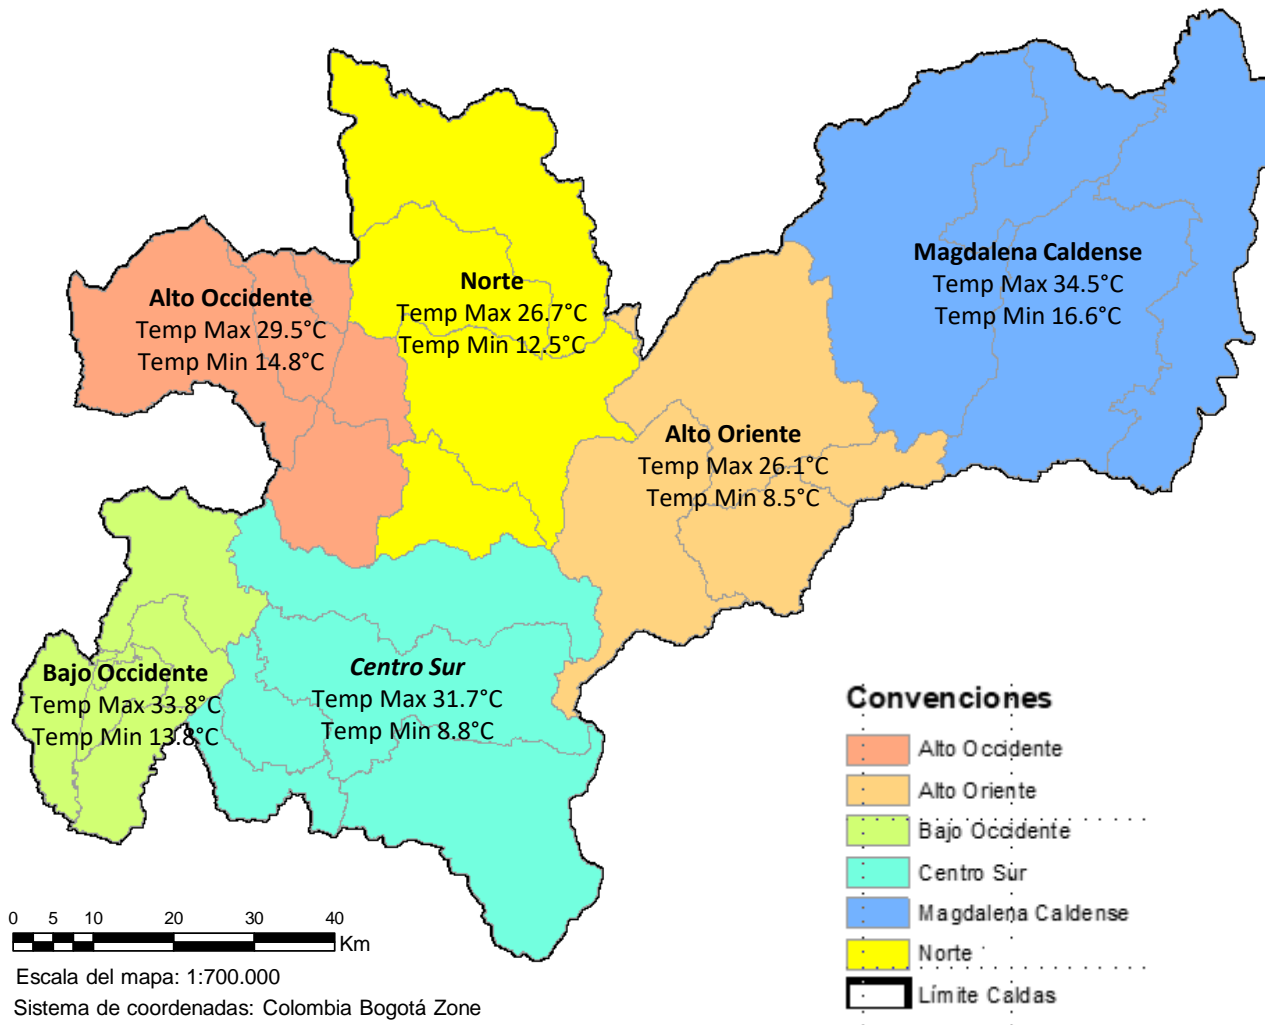 Magdalena Caldense
Temp Max 34.5°C
Temp Min 16.6°C
Norte
Temp Max 26.7°C
Temp Min 12.5°C
Alto Occidente
Temp Max 29.5°C
Temp Min 14.8°C
Alto Oriente
Temp Max 26.1°C
Temp Min 8.5°C
Bajo Occidente
Temp Max 33.8°C
Temp Min 13.8°C
Centro Sur
Temp Max 31.7°C
Temp Min 8.8°C
Convenciones
Alto Occidente
Alto Oriente
Bajo Occidente
Centro Sur
Magdalena Caldense
Norte
Límite Caldas
0 5 10 20 30 40
Km
Escala del mapa: 1:700.000
Sistema de coordenadas: Colombia Bogotá Zone